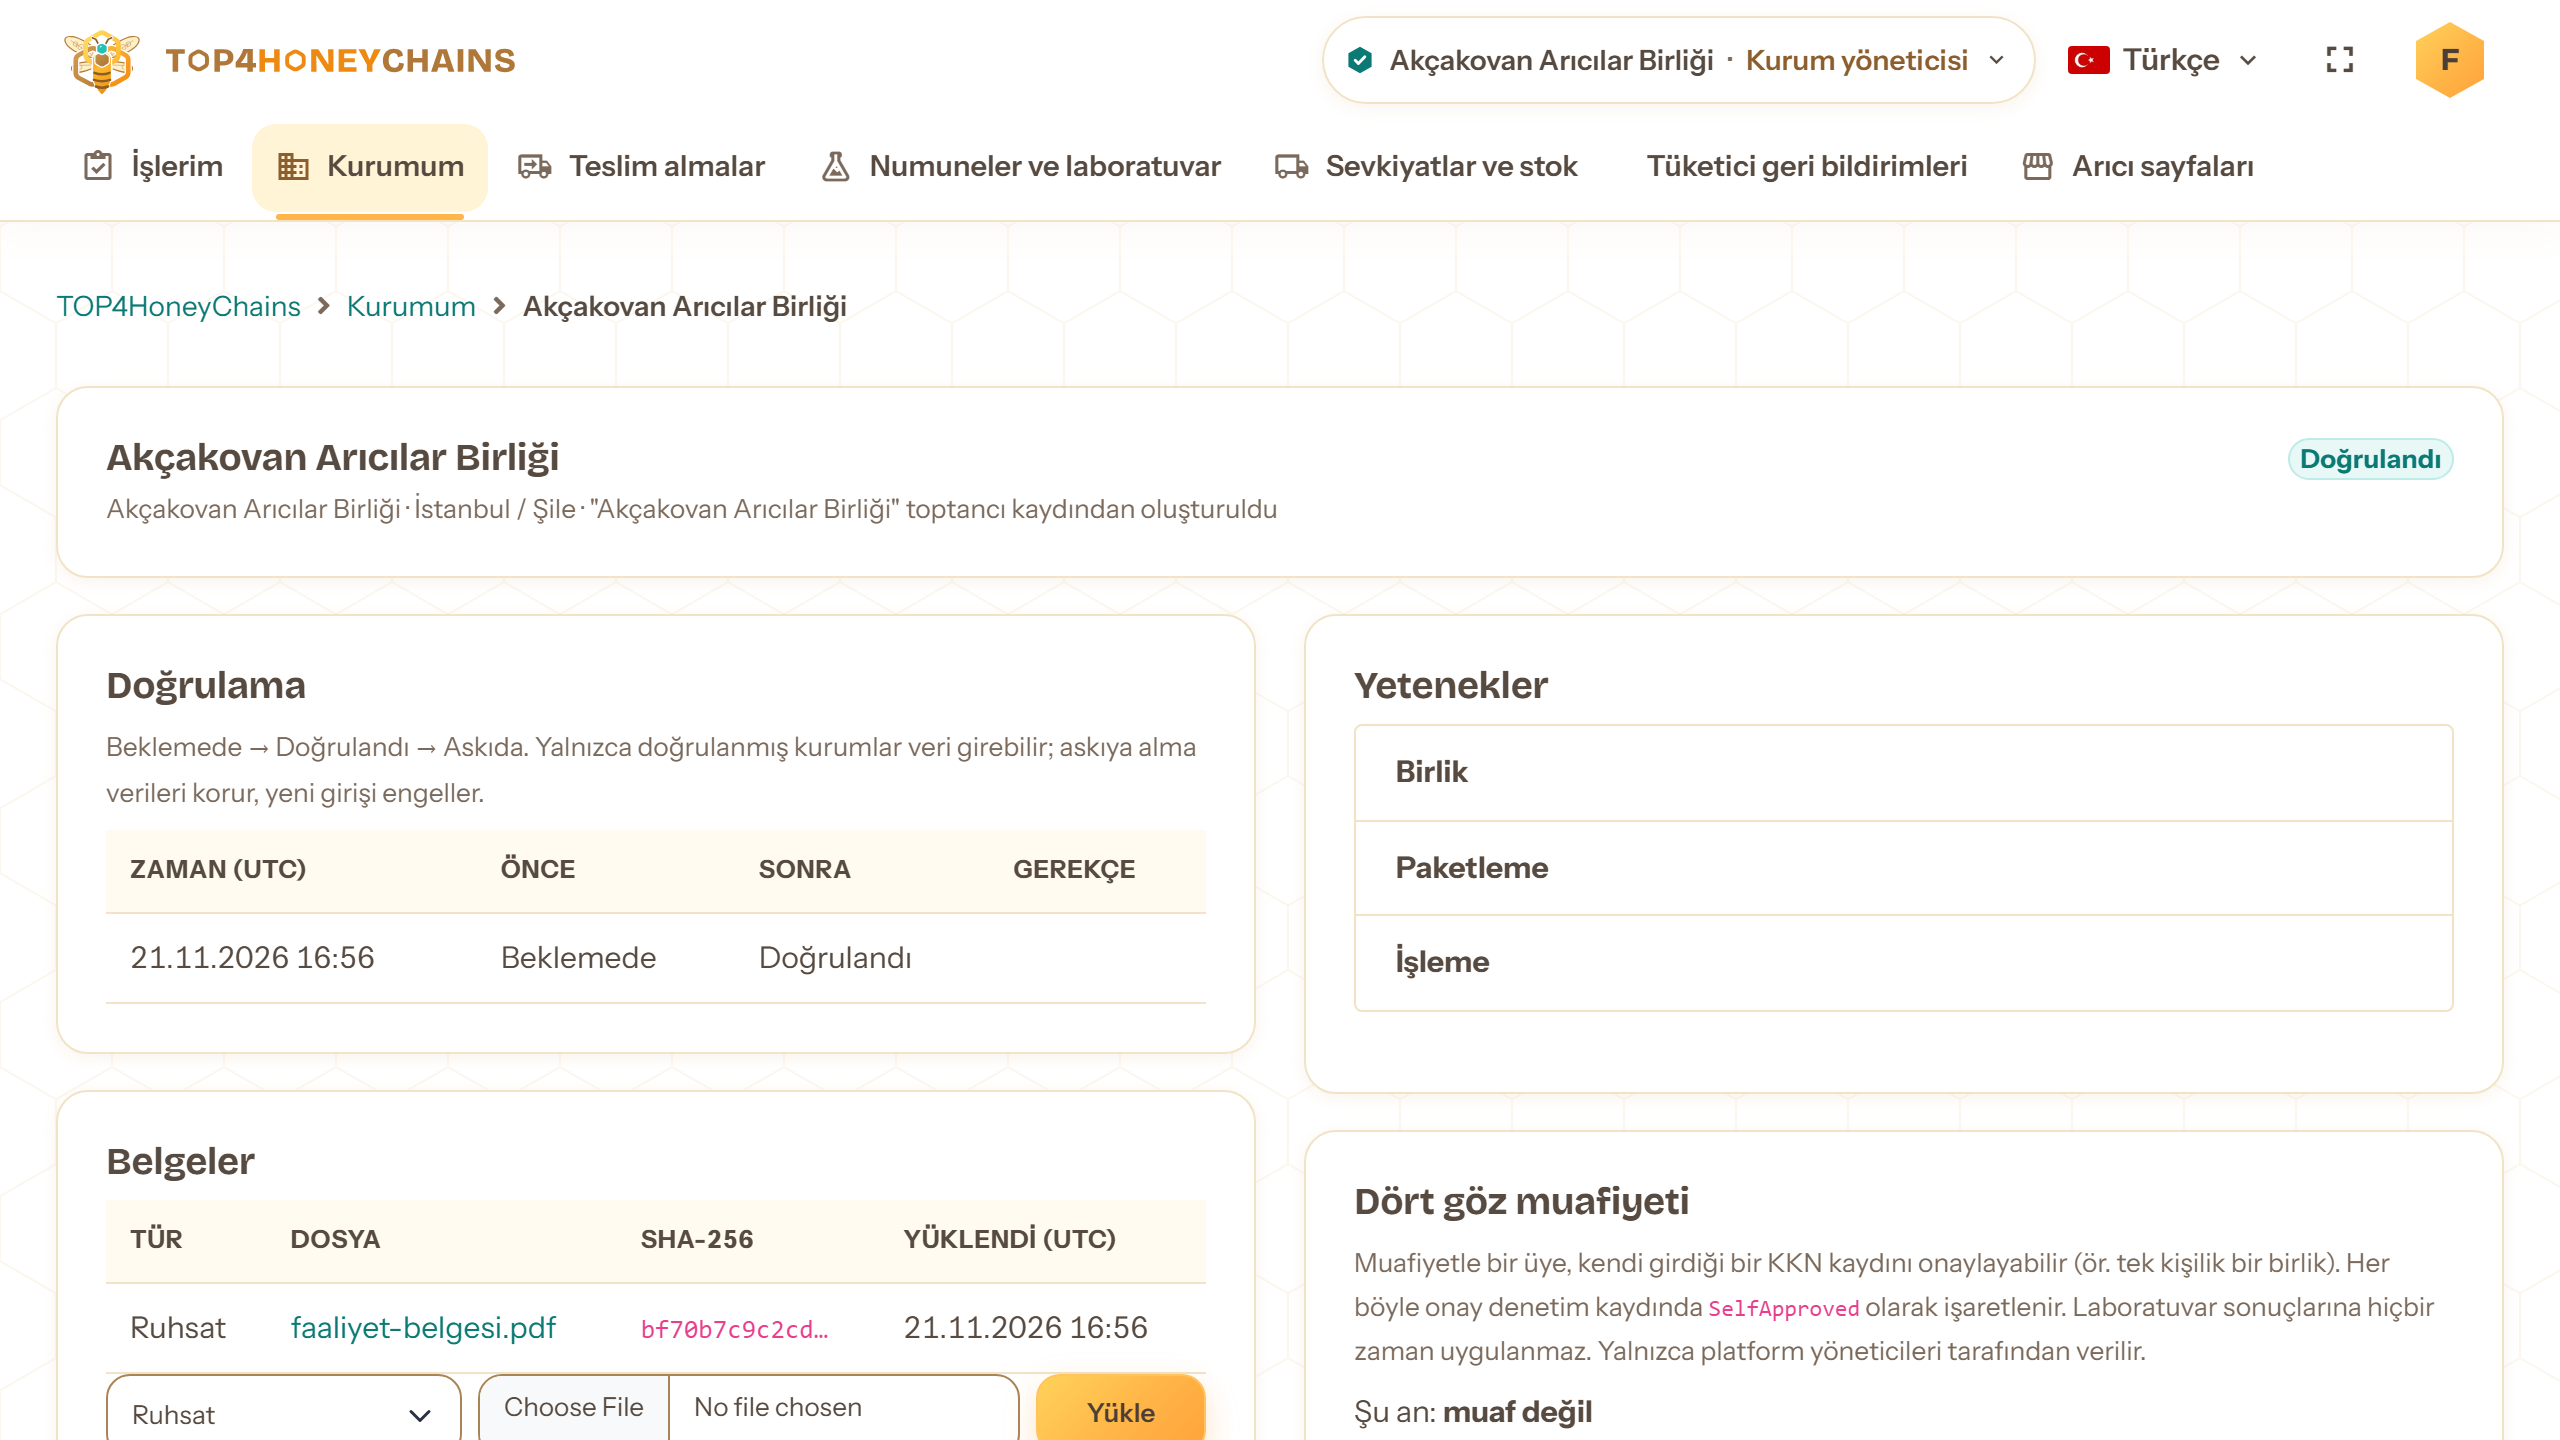 TOP4HONEYCHAINS
Akçakovan Arıcılar Birliği · Kurum yöneticisi
Türkçe
F
İşlerim
Kurumum
Teslim almalar
Numuneler ve laboratuvar
Sevkiyatlar ve stok
Tüketici geri bildirimleri
Arıcı sayfaları
TOP4HoneyChains > Kurumum > Akçakovan Arıcılar Birliği
Akçakovan Arıcılar Birliği
Doğrulandı
Akçakovan Arıcılar Birliği · İstanbul / Şile · "Akçakovan Arıcılar Birliği" toptancı kaydından oluşturuldu
Doğrulama
Beklemede → Doğrulandı → Askıda. Yalnızca doğrulanmış kurumlar veri girebilir; askıya alma
verileri korur, yeni girişi engeller.
ZAMAN (UTC) ÖNCE SONRA GEREKÇE
21.11.2026 16:56 Beklemede Doğrulandı
Belgeler
TÜR DOSYA SHA-256 YÜKLENDİ (UTC)
Ruhsat faaliyet-belgesi.pdf bf70b7c9c2cd… 21.11.2026 16:56
Ruhsat Choose File No file chosen Yükle
Yetenekler
Birlik
Paketleme
İşleme
Dört göz muafiyeti
Muafiyetle bir üye, kendi girdiği bir KKN kaydını onaylayabilir (ör. tek kişilik bir birlik). Her
böyle onay denetim kaydında SelfApproved olarak işaretlenir. Laboratuvar sonuçlarına hiçbir
zaman uygulanmaz. Yalnızca platform yöneticileri tarafından verilir.
Şu an: muaf değil